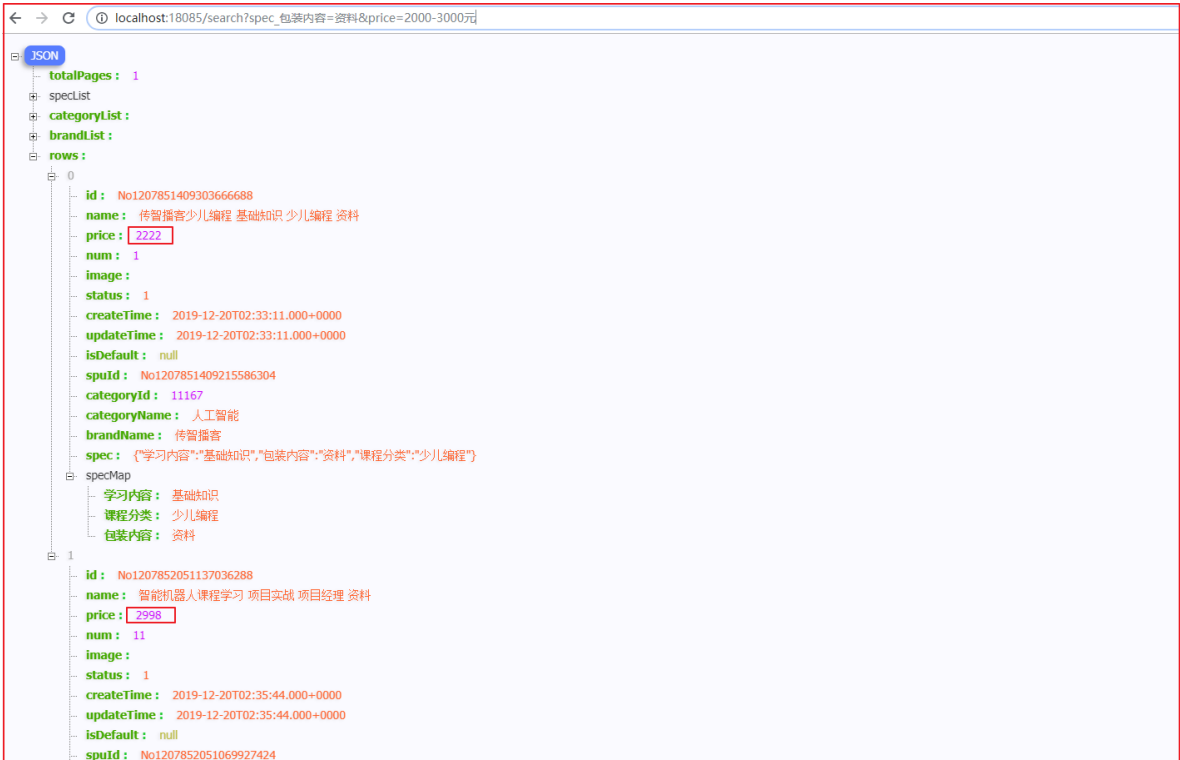 localhost:18085/search?spec_包装内容=资料&price=2000-3000元
JSON
totalPages : 1
specList
categoryList :
brandList :
rows :
0
id : No1207851409303666688
name : 传智播客少儿编程 基础知识 少儿编程 资料
price : 2222
num : 1
image :
status : 1
createTime : 2019-12-20T02:33:11.000+0000
updateTime : 2019-12-20T02:33:11.000+0000
isDefault : null
spuId : No1207851409215586304
categoryId : 11167
categoryName : 人工智能
brandName : 传智播客
spec : {"学习内容":"基础知识","包装内容":"资料","课程分类":"少儿编程"}
specMap
学习内容 : 基础知识
课程分类 : 少儿编程
包装内容 : 资料
1
id : No1207852051137036288
name : 智能机器人课程学习 项目实战 项目经理 资料
price : 2998
num : 11
image :
status : 1
createTime : 2019-12-20T02:35:44.000+0000
updateTime : 2019-12-20T02:35:44.000+0000
isDefault : null
spuId : No1207852051069927424